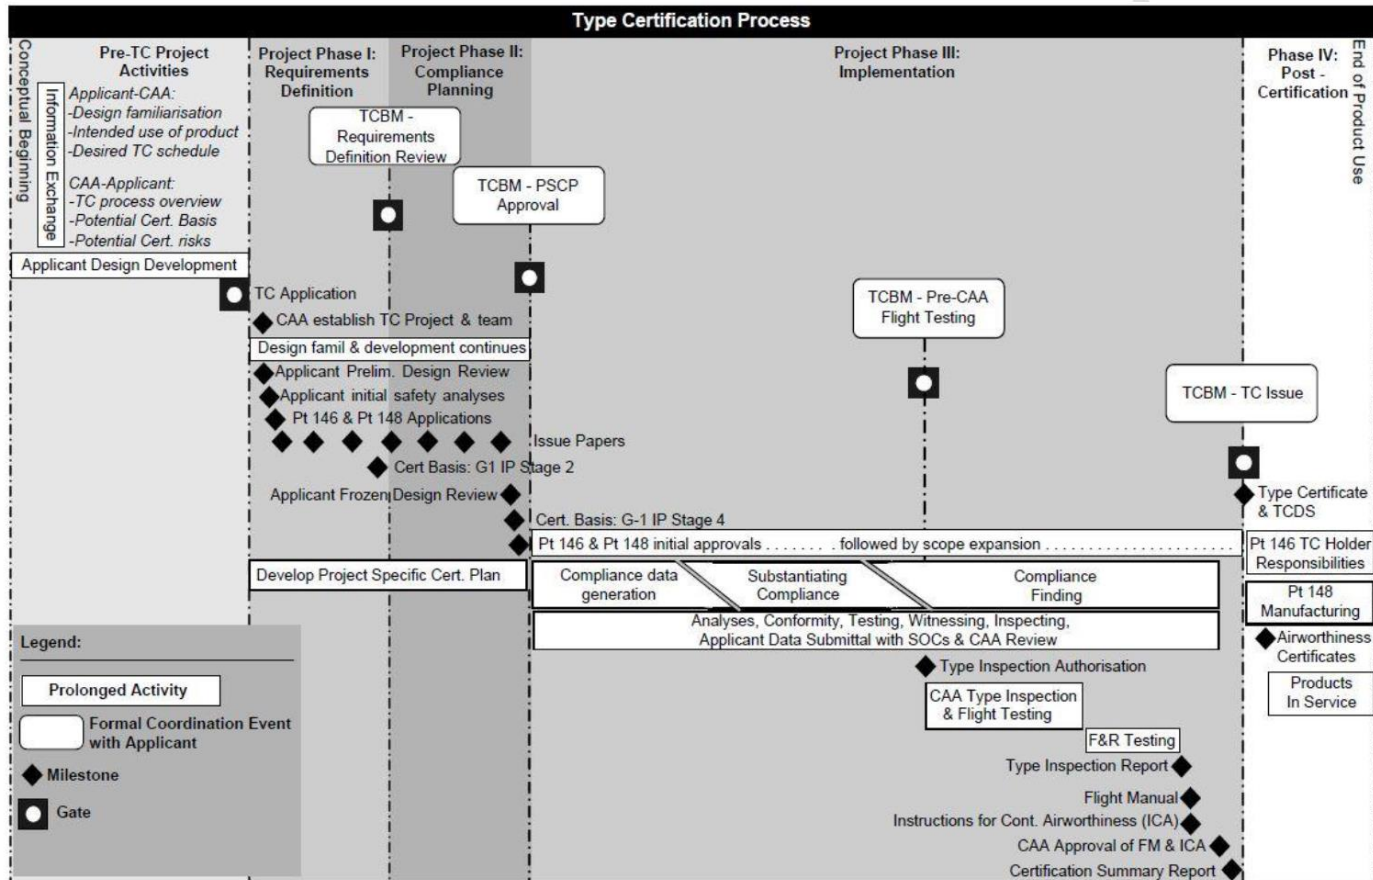 Type Certification Process
Conceptual Beginning
Pre-TC Project
Activities
Information Exchange
Applicant-CAA:
-Design familiarisation
-Intended use of product
-Desired TC schedule
CAA-Applicant:
-TC process overview
-Potential Cert. Basis
-Potential Cert. risks
Applicant Design Development
Project Phase I:
Requirements
Definition
Project Phase II:
Compliance
Planning
Project Phase III:
Implementation
Phase IV:
Post -
Certification
End of Product Use
TCBM -
Requirements
Definition Review
TCBM - PSCP
Approval
TC Application
CAA establish TC Project & team
Design famil & development continues
Applicant Prelim. Design Review
Applicant initial safety analyses
Pt 146 & Pt 148 Applications
Issue Papers
Cert Basis: G1 IP Stage 2
Applicant Frozen Design Review
Cert. Basis: G-1 IP Stage 4
TCBM - Pre-CAA
Flight Testing
TCBM - TC Issue
Type Certificate
& TCDS
Pt 146 & Pt 148 initial approvals . . . . . . . . followed by scope expansion . . . . . . . . . . . . . . . . . . . . . .
Pt 146 TC Holder
Responsibilities
Develop Project Specific Cert. Plan
Compliance data
generation
Substantiating
Compliance
Compliance
Finding
Pt 148
Manufacturing
Analyses, Conformity, Testing, Witnessing, Inspecting,
Applicant Data Submittal with SOCs & CAA Review
Airworthiness
Certificates
Products
In Service
Type Inspection Authorisation
CAA Type Inspection
& Flight Testing
F&R Testing
Type Inspection Report
Flight Manual
Instructions for Cont. Airworthiness (ICA)
CAA Approval of FM & ICA
Certification Summary Report
Legend:
Prolonged Activity
Formal Coordination Event
with Applicant
Milestone
Gate